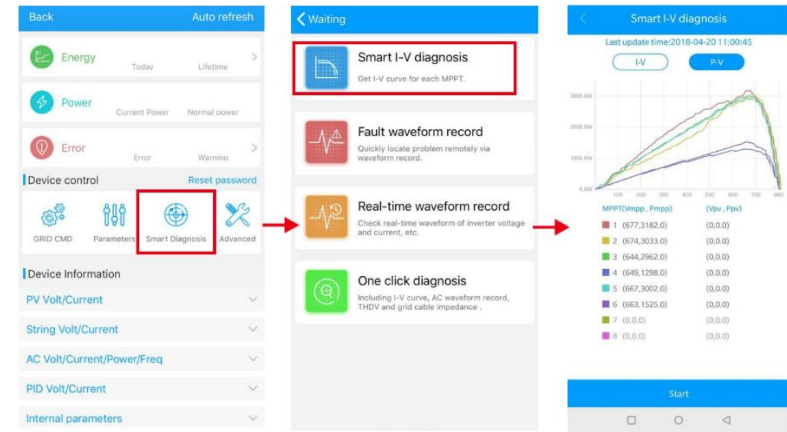 Back Auto refresh
Energy
Today Lifetime
Power
Current Power Normal power
Error
Error Warning
Device control Reset password
GRID CMD Parameters Smart Diagnosis Advanced
Device Information
PV Volt/Current
String Volt/Current
AC Volt/Current/Power/Freq
PID Volt/Current
Internal parameters
Waiting
Smart I-V diagnosis
Get I-V curve for each MPPT.
Fault waveform record
Quickly locate problem remotely via
waveform record.
Real-time waveform record
Check real-time waveform of inverter voltage
and current, etc.
One click diagnosis
Including I-V curve, AC waveform record,
THDV and grid cable impedance .
Smart I-V diagnosis
Last update time:2018-04-20 11:00:45
I-V P-V
3000.0W
2000.0W
1000.0W
0.0W
100 200 300 400 500 600 700 800
MPPT(Vmpp , Pmpp) (Vpv , Ppv)
1 (677,3182.0) (0,0.0)
2 (674,3033.0) (0,0.0)
3 (644,2962.0) (0,0.0)
4 (649,1298.0) (0,0.0)
5 (667,3002.0) (0,0.0)
6 (663,1525.0) (0,0.0)
7 (0,0.0) (0,0.0)
8 (0,0.0) (0,0.0)
Start